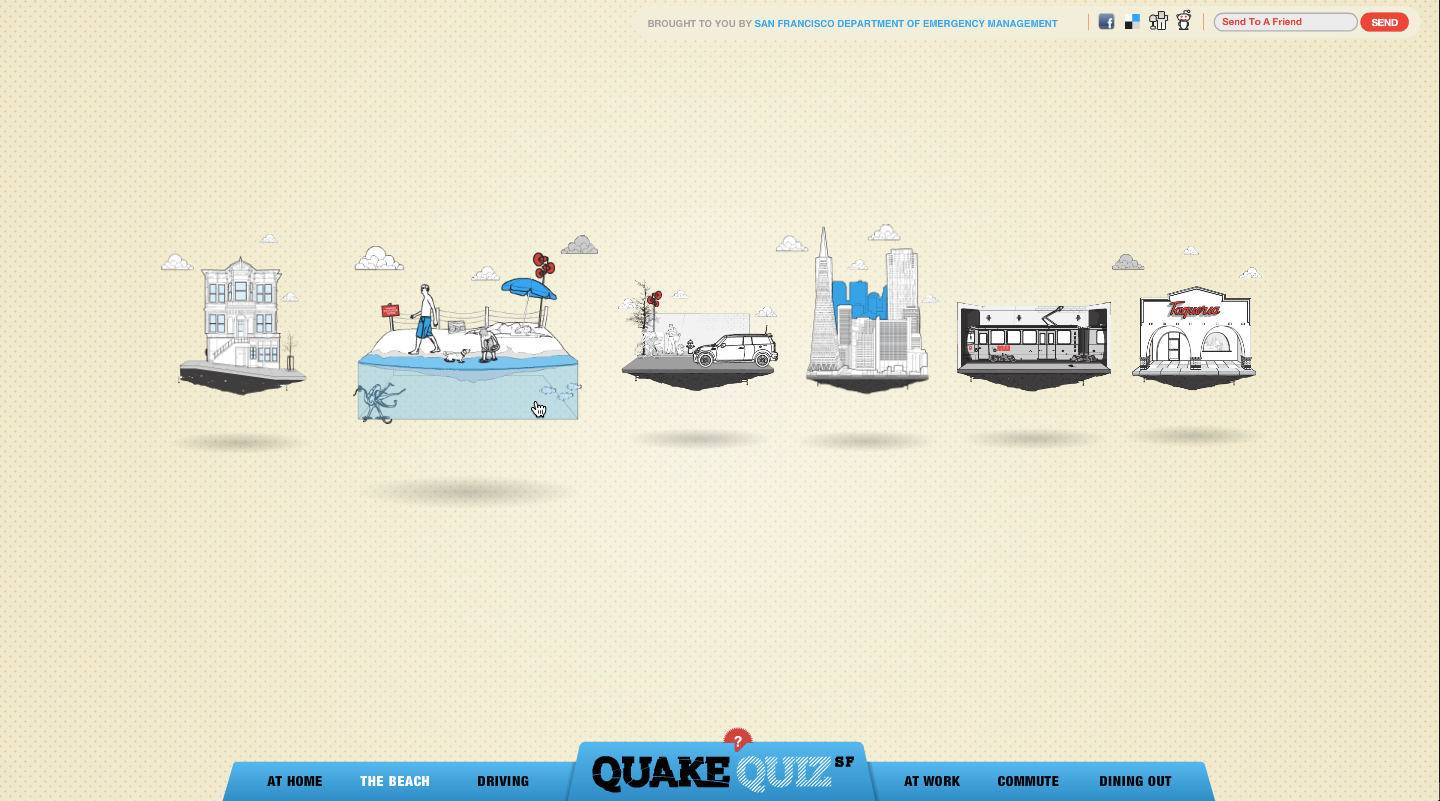 BROUGHT TO YOU BY SAN FRANCISCO DEPARTMENT OF EMERGENCY MANAGEMENT
Send To A Friend
SEND
Taqueria
?
QUAKE QUIZ SF
AT HOME
THE BEACH
DRIVING
AT WORK
COMMUTE
DINING OUT